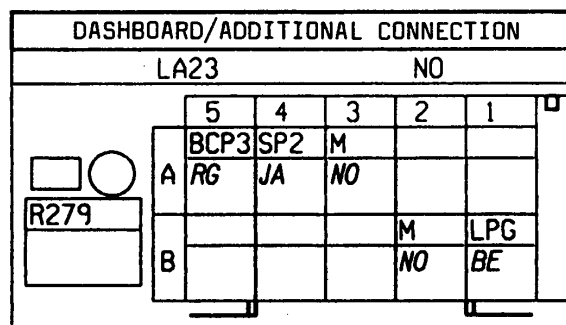 DASHBOARD/ADDITIONAL CONNECTION
LA23 NO
5 4 3 2 1
BCP3 SP2 M
A RG JA NO
R279
M LPG
B NO BE